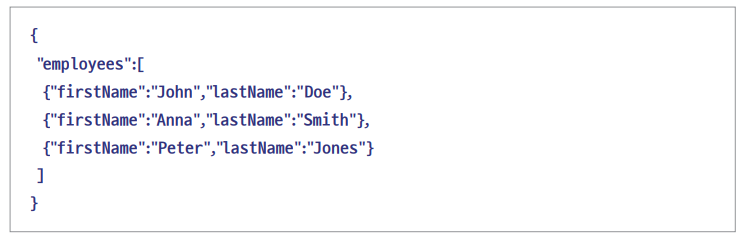 {
"employees":[
{"firstName":"John","lastName":"Doe"},
{"firstName":"Anna","lastName":"Smith"},
{"firstName":"Peter","lastName":"Jones"}
]
}